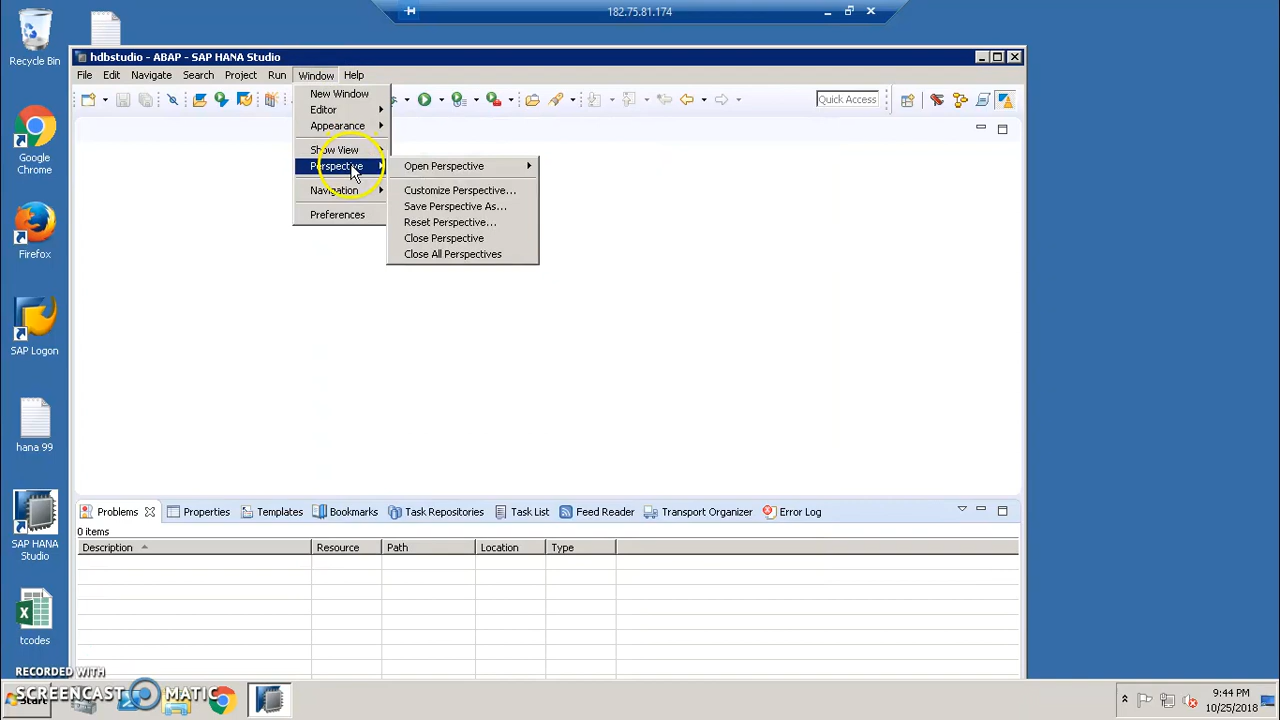 182.75.81.174
Recycle Bin
hdbstudio - ABAP - SAP HANA Studio
File Edit Navigate Search Project Run Window Help
Quick Access
New Window
Editor
Appearance
Show View
Perspective
Navigation
Preferences
Open Perspective
Customize Perspective...
Save Perspective As...
Reset Perspective...
Close Perspective
Close All Perspectives
Google
Chrome
Firefox
SAP Logon
hana 99
SAP HANA
Studio
tcodes
Problems Properties Templates Bookmarks Task Repositories Task List Feed Reader Transport Organizer Error Log
0 items
Description Resource Path Location Type
RECORDED WITH
SCREENCAST MATIC
Start
9:44 PM
10/25/2018